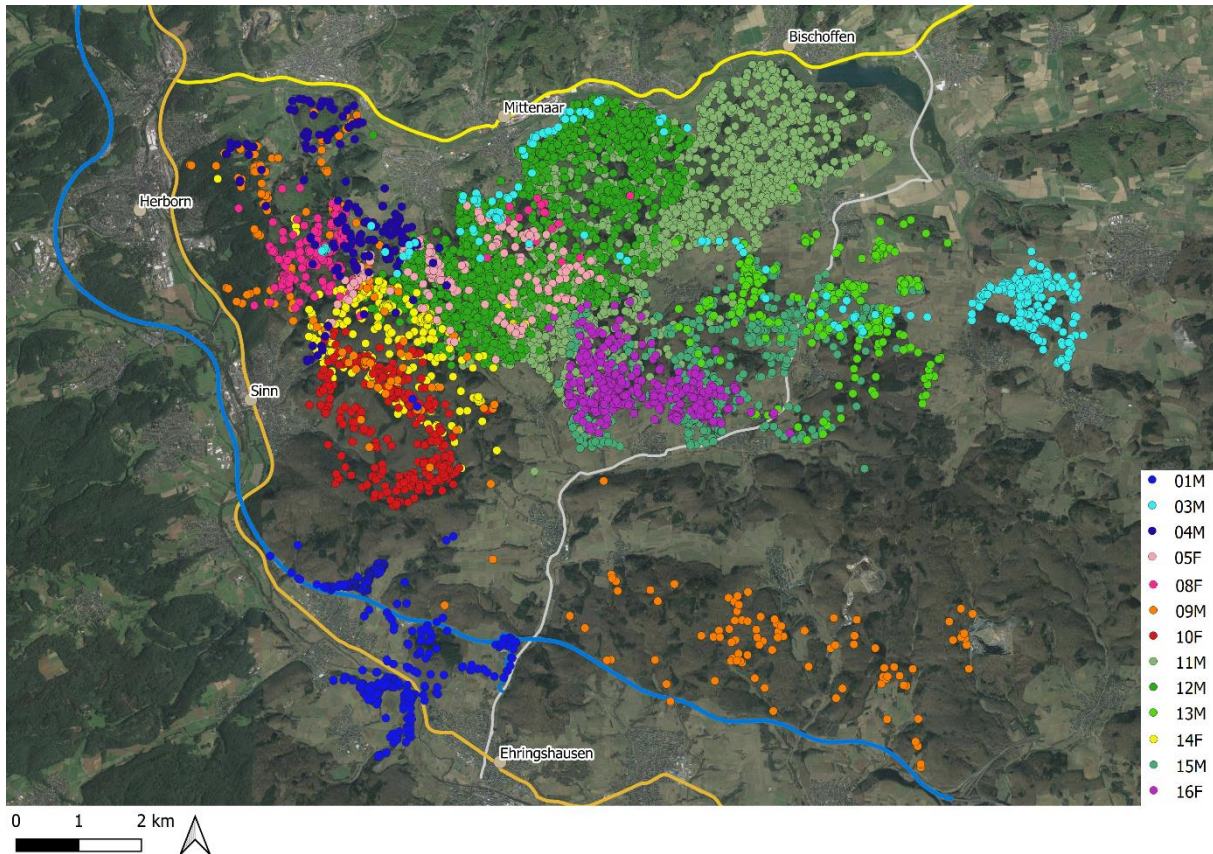 Bischoffen
Mittenaar
Herborn
Sinn
Ehringshausen
01M
03M
04M
05F
08F
09M
10F
11M
12M
13M
14F
15M
16F
0 1 2 km